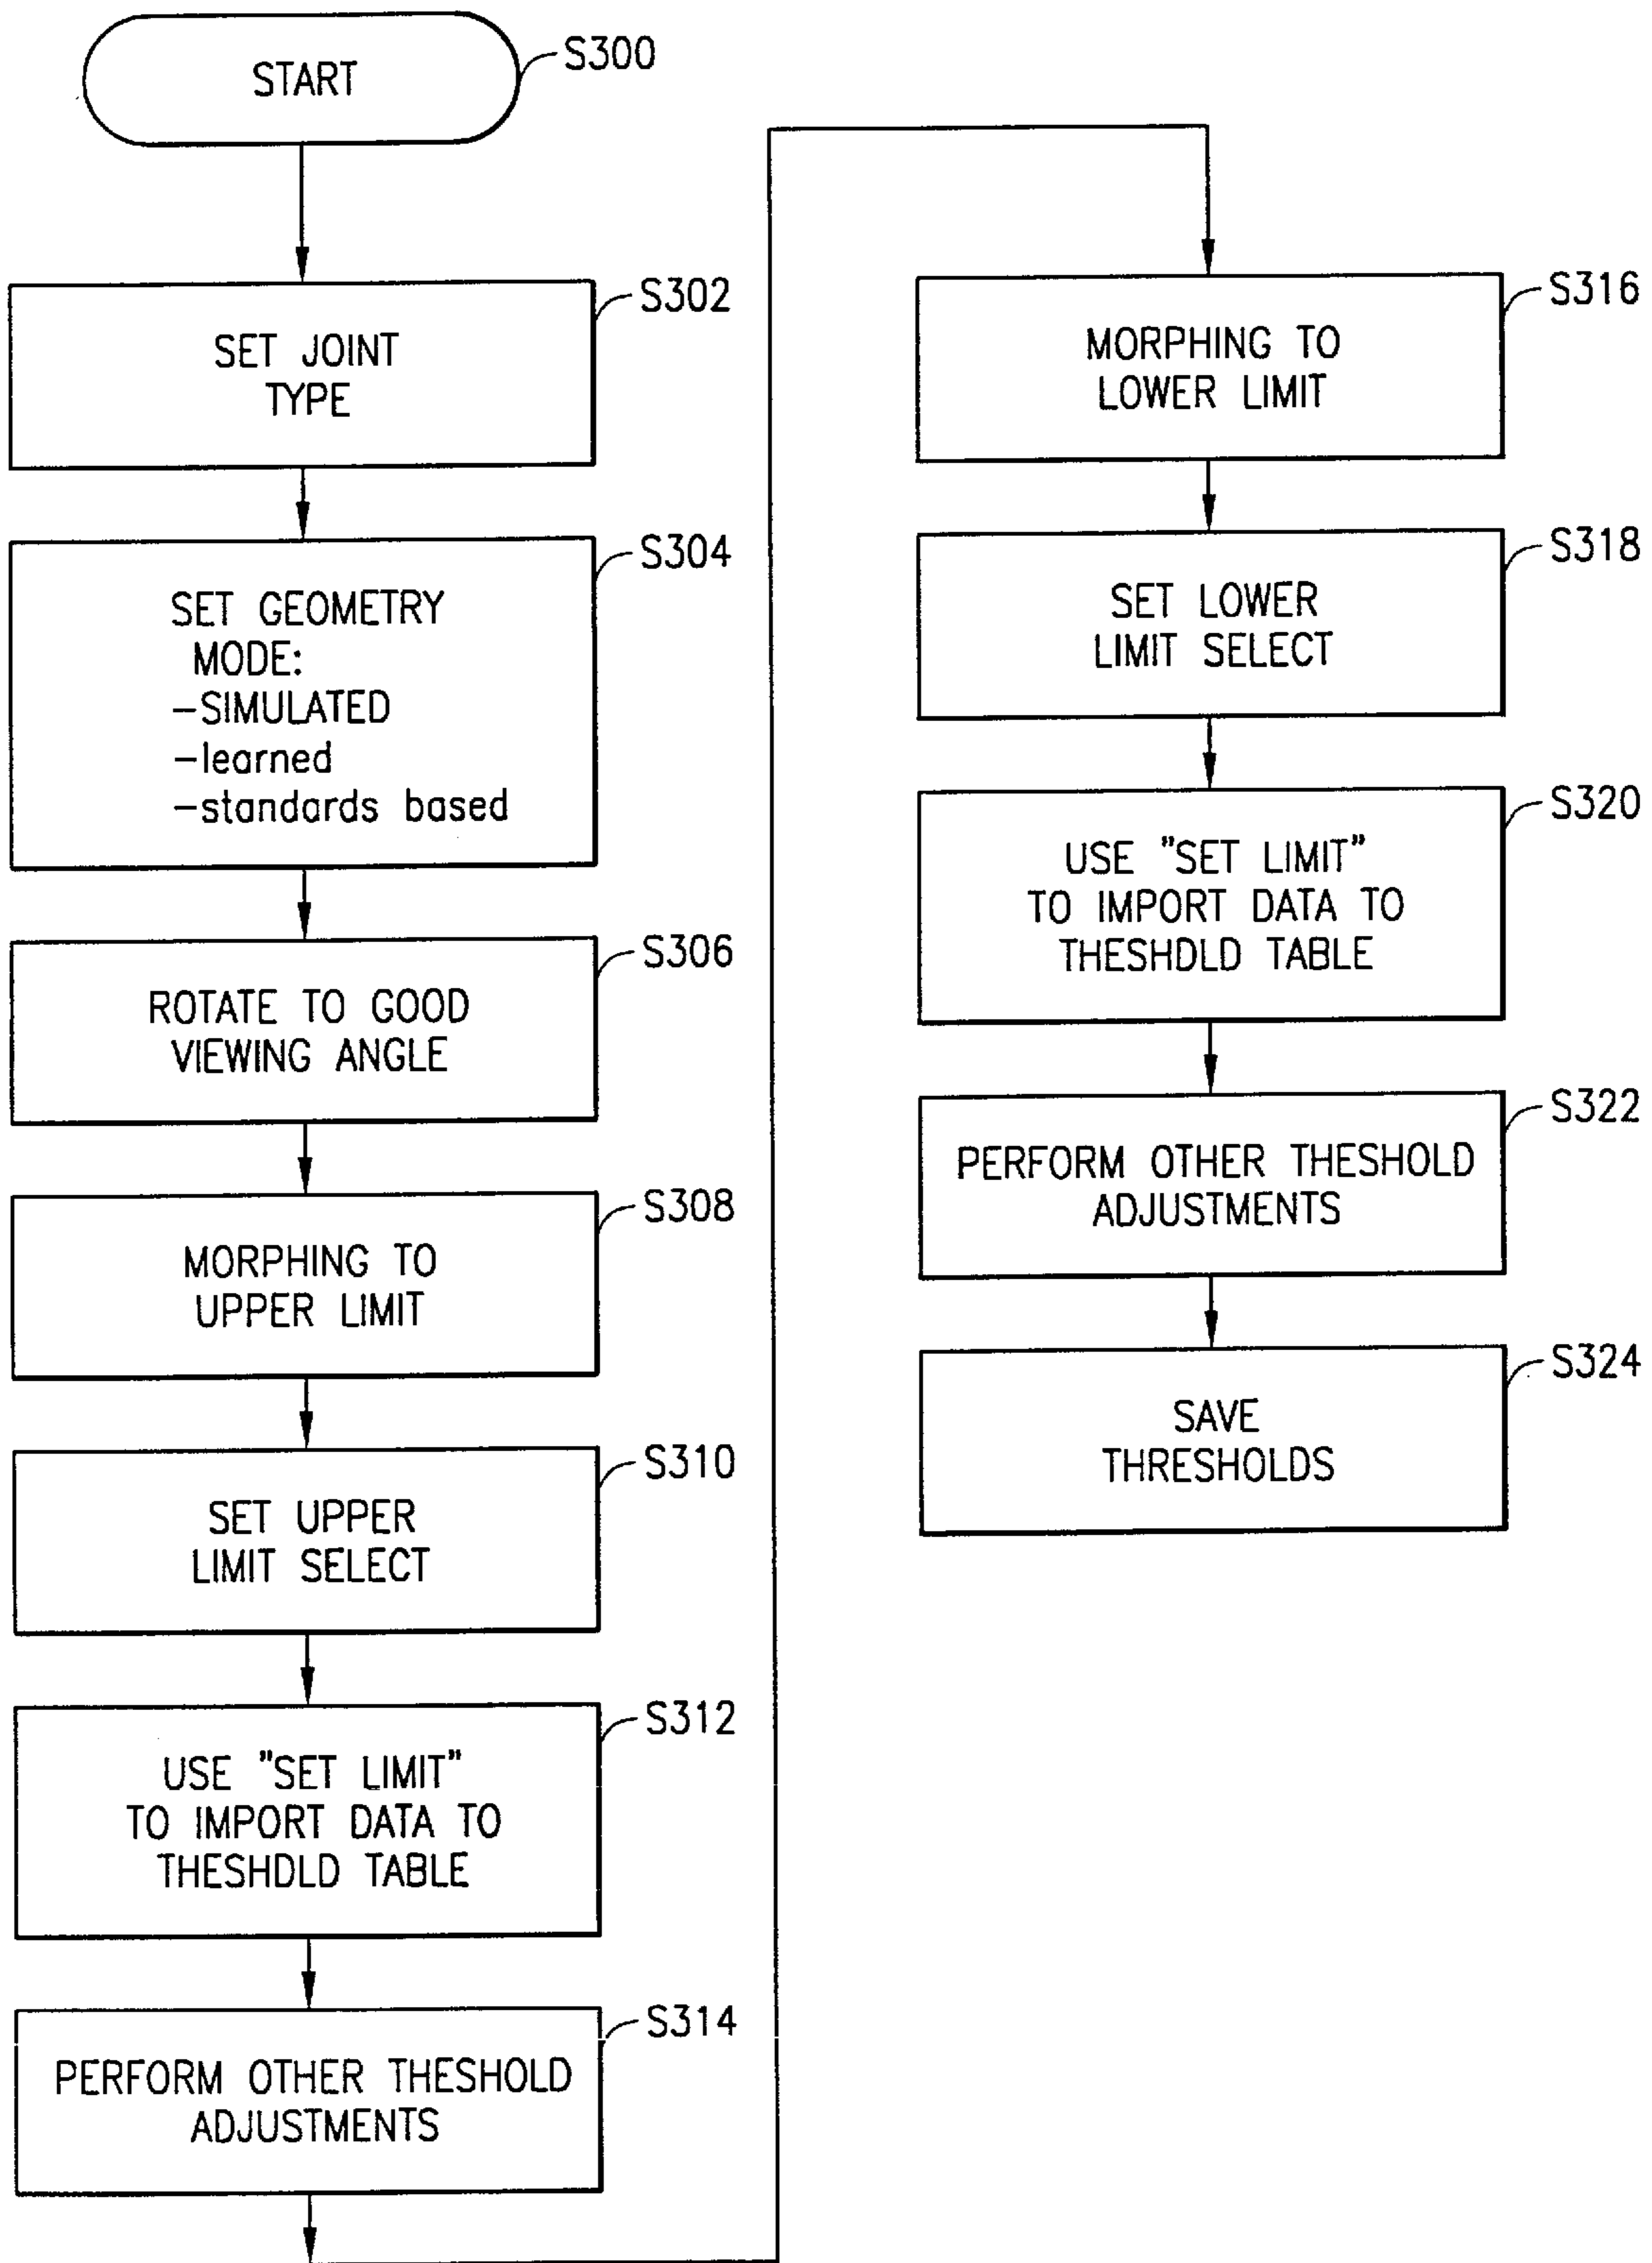 START
S300
S302
SET JOINT
TYPE
S304
SET GEOMETRY
MODE:
-SIMULATED
-learned
-standards based
S306
ROTATE TO GOOD
VIEWING ANGLE
S308
MORPHING TO
UPPER LIMIT
S310
SET UPPER
LIMIT SELECT
S312
USE "SET LIMIT"
TO IMPORT DATA TO
THESHDLD TABLE
S314
PERFORM OTHER THESHOLD
ADJUSTMENTS
S316
MORPHING TO
LOWER LIMIT
S318
SET LOWER
LIMIT SELECT
S320
USE "SET LIMIT"
TO IMPORT DATA TO
THESHDLD TABLE
S322
PERFORM OTHER THESHOLD
ADJUSTMENTS
S324
SAVE
THRESHOLDS